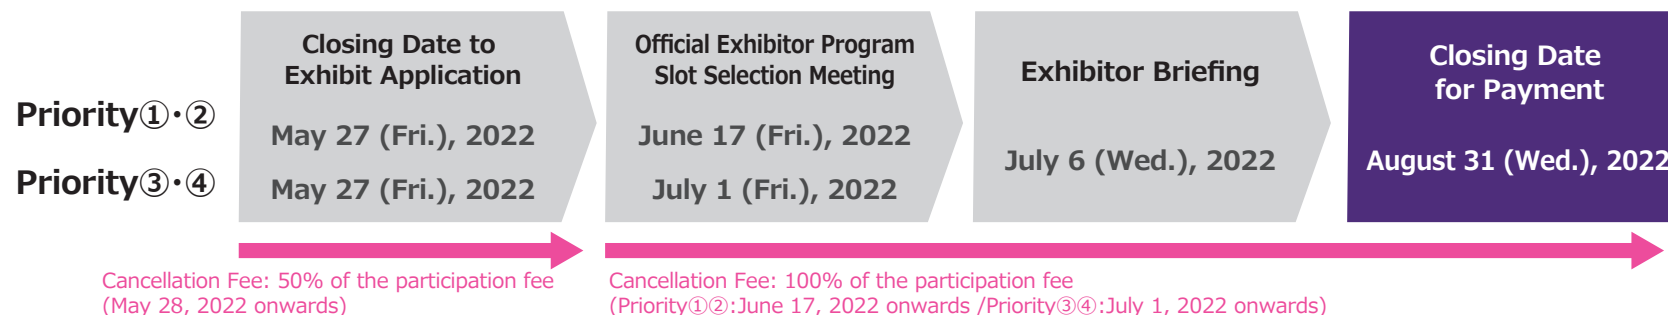 Priority①・②
Priority③・④
Closing Date to
Exhibit Application
May 27 (Fri.), 2022
May 27 (Fri.), 2022
Official Exhibitor Program
Slot Selection Meeting
June 17 (Fri.), 2022
July 1 (Fri.), 2022
Exhibitor Briefing
July 6 (Wed.), 2022
Closing Date
for Payment
August 31 (Wed.), 2022
Cancellation Fee: 50% of the participation fee
(May 28, 2022 onwards)
Cancellation Fee: 100% of the participation fee
(Priority①②:June 17, 2022 onwards /Priority③④:July 1, 2022 onwards)